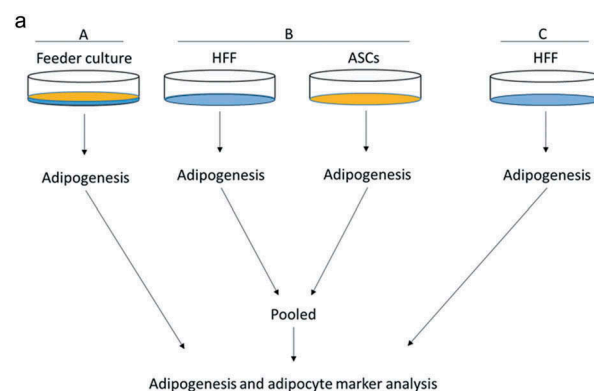 a
A B C
Feeder culture HFF ASCs HFF
Adipogenesis Adipogenesis Adipogenesis Adipogenesis
Pooled
Adipogenesis and adipocyte marker analysis